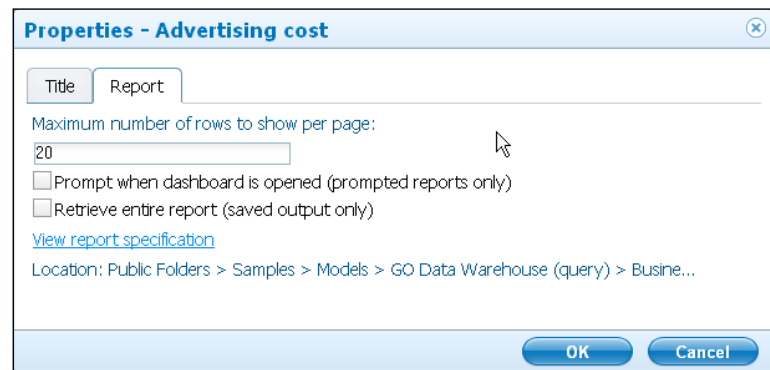 Properties - Advertising cost
Title Report
Maximum number of rows to show per page:
20
Prompt when dashboard is opened (prompted reports only)
Retrieve entire report (saved output only)
View report specification
Location: Public Folders > Samples > Models > GO Data Warehouse (query) > Busine...
OK Cancel